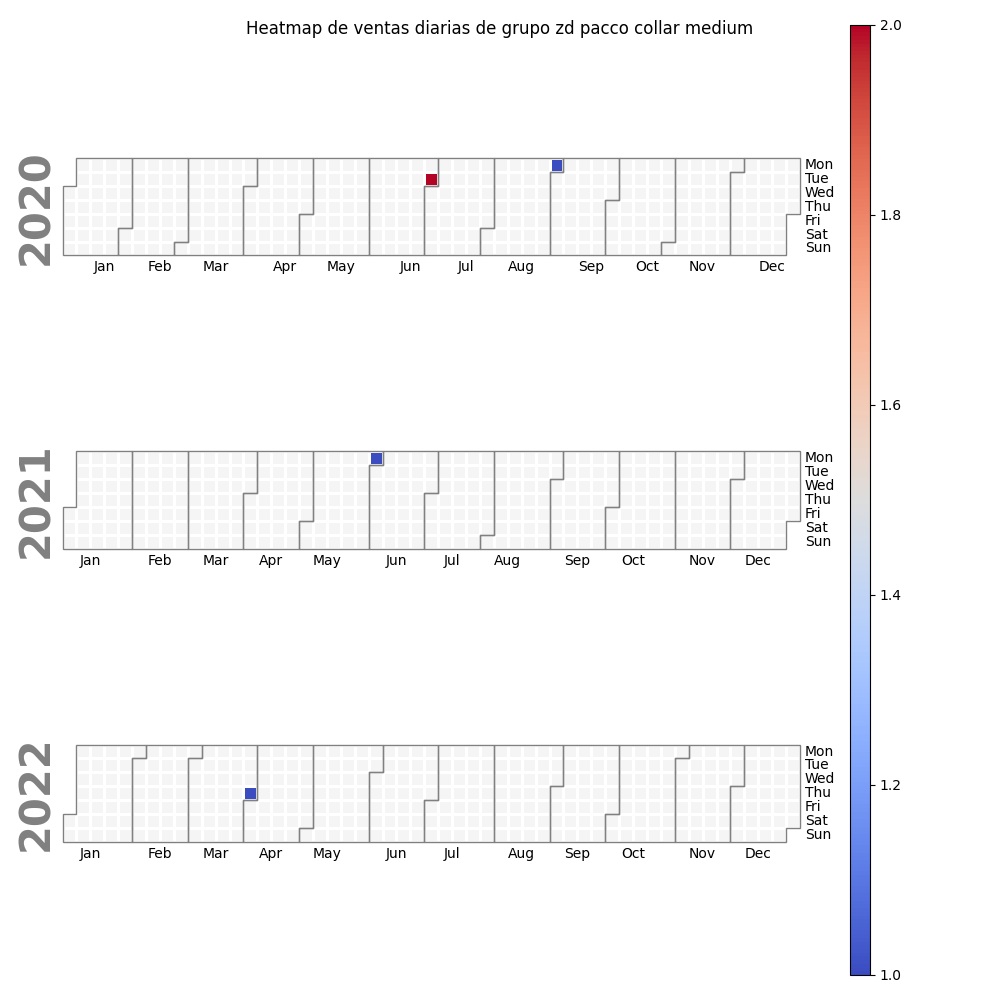 Heatmap de ventas diarias de grupo zd pacco collar medium
2020
Mon
Tue
Wed
Thu
Fri
Sat
Sun
Jan Feb Mar Apr May Jun Jul Aug Sep Oct Nov Dec
2021
Mon
Tue
Wed
Thu
Fri
Sat
Sun
Jan Feb Mar Apr May Jun Jul Aug Sep Oct Nov Dec
2022
Mon
Tue
Wed
Thu
Fri
Sat
Sun
Jan Feb Mar Apr May Jun Jul Aug Sep Oct Nov Dec
2.0
1.8
1.6
1.4
1.2
1.0